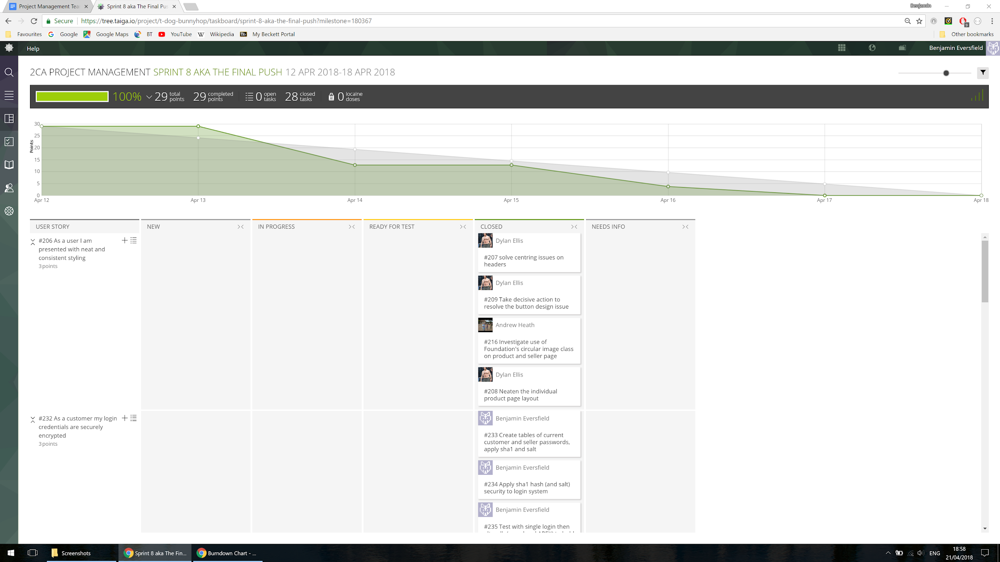 Project Management Tea
Sprint 8 aka The Final Pus
Benjamin
Secure
https://tree.taiga.io/project/t-dog-bunnyhop/taskboard/sprint-8-aka-the-final-push?milestone=180367
9
Favourites
Google
Google Maps
BT
YouTube
Wikipedia
My Beckett Portal
Other bookmarks
Help
Benjamin Eversfield
2CA PROJECT MANAGEMENT SPRINT 8 AKA THE FINAL PUSH 12 APR 2018-18 APR 2018
100%
29 total points
29 completed points
0 open tasks
28 closed tasks
0 Iocaine doses
Points
30
25
20
15
10
5
0
Apr 12
Apr 13
Apr 14
Apr 15
Apr 16
Apr 17
Apr 18
USER STORY
NEW
IN PROGRESS
READY FOR TEST
CLOSED
NEEDS INFO
#206 As a user I am
presented with neat and
consistent styling
3 points
Dylan Ellis
#207 solve centring issues on
headers
Dylan Ellis
#209 Take decisive action to
resolve the button design issue
Andrew Heath
#216 Investigate use of
Foundation's circular image class
on product and seller page
Dylan Ellis
#208 Neaten the individual
product page layout
#232 As a customer my login
credentials are securely
encrypted
3 points
Benjamin Eversfield
#233 Create tables of current
customer and seller passwords,
apply sha1 and salt
Benjamin Eversfield
#234 Apply sha1 hash (and salt)
security to login system
Benjamin Eversfield
#235 Test with single login then
Screenshots
Sprint 8 aka The Fin...
Burndown Chart - ...
ENG
18:58
21/04/2018